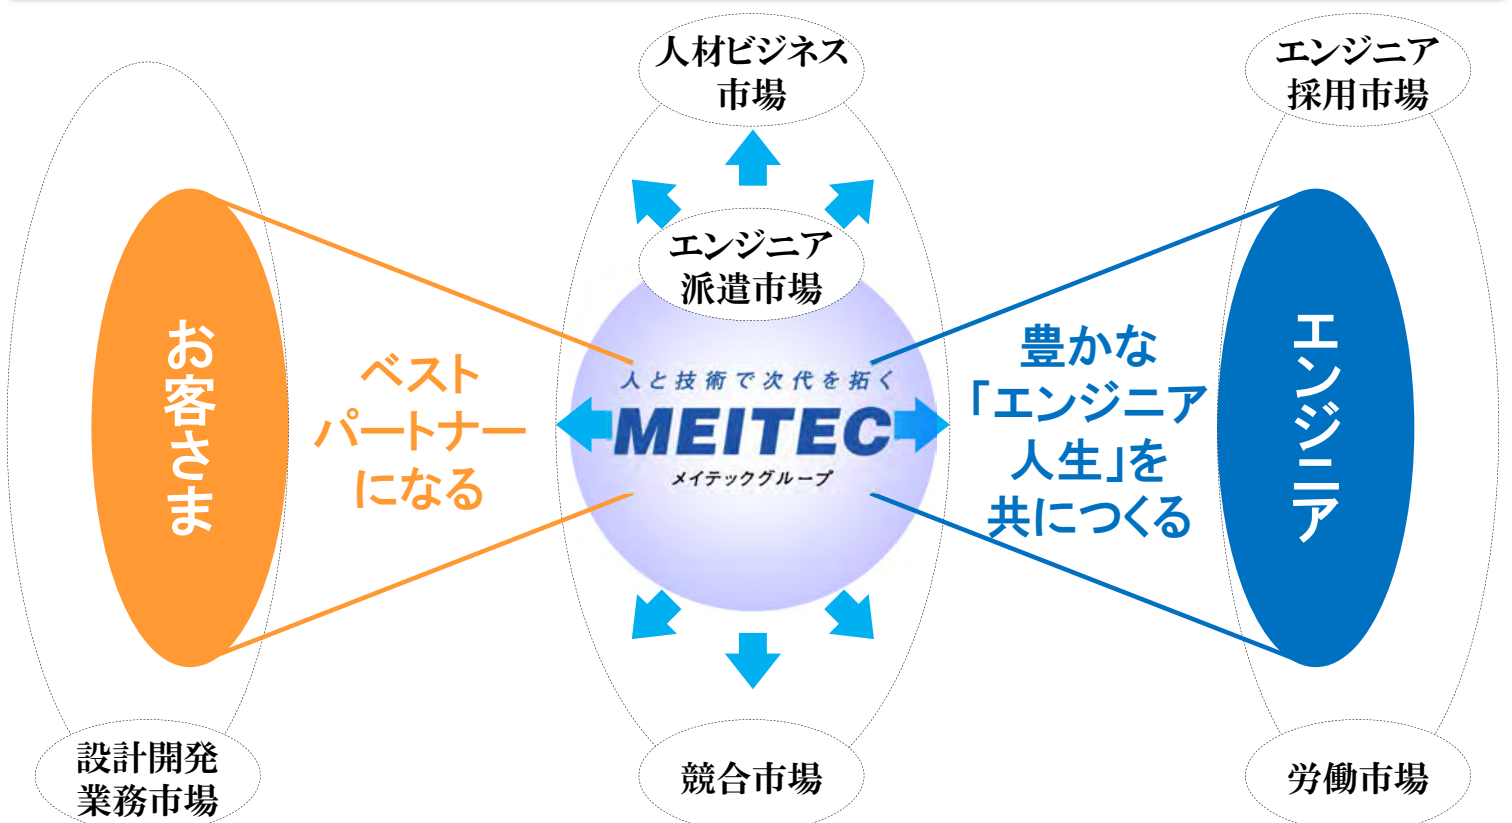 人材ビジネス
市場
エンジニア
採用市場
エンジニア
派遣市場
お客さま
ベスト
パートナー
になる
人と技術で次代を拓く
MEITEC
メイテックグループ
豊かな
「エンジニア
人生」を
共につくる
エンジニア
設計開発
業務市場
競合市場
労働市場